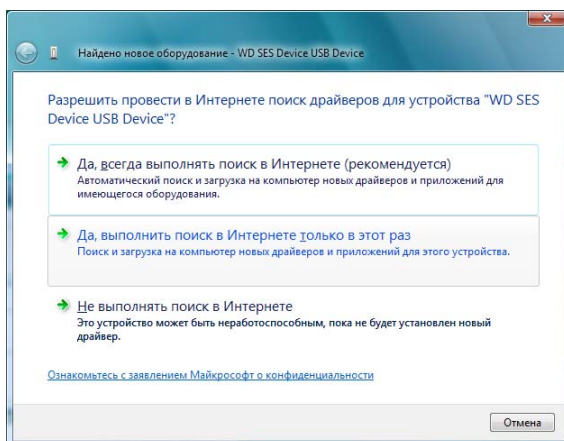 Найдено новое оборудование - WD SES Device USB Device
Разрешить провести в Интернете поиск драйверов для устройства "WD SES
Device USB Device"?
Да, всегда выполнять поиск в Интернете (рекомендуется)
Автоматический поиск и загрузка на компьютер новых драйверов и приложений для
имеющегося оборудования.
Да, выполнить поиск в Интернете только в этот раз
Поиск и загрузка на компьютер новых драйверов и приложений для этого устройства.
Не выполнять поиск в Интернете
Это устройство может быть неработоспособным, пока не будет установлен новый
драйвер.
Ознакомьтесь с заявлением Майкрософт о конфиденциальности
Отмена